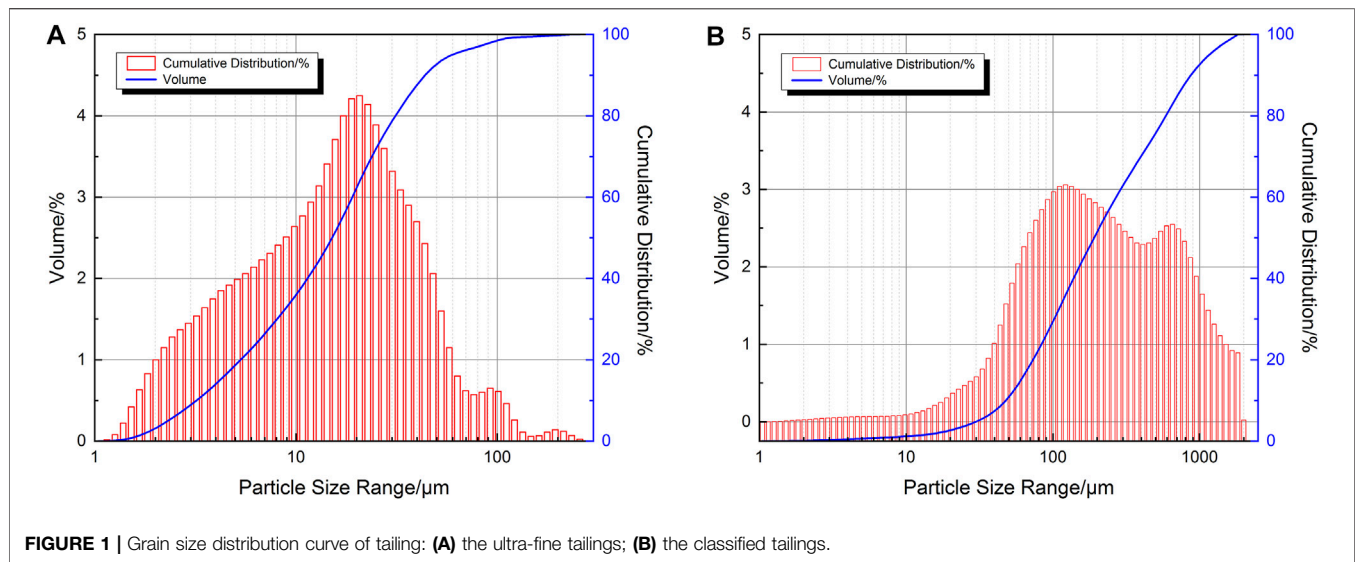 A
Cumulative Distribution/%
Volume
Volume/%
5
4
3
2
1
0
100
80
60
40
20
0
Cumulative Distribution/%
1
10
100
Particle Size Range/μm
B
Cumulative Distribution/%
Volume/%
Volume/%
5
4
3
2
1
0
100
80
60
40
20
0
Cumulative Distribution/%
1
10
100
1000
Particle Size Range/μm
FIGURE 1 | Grain size distribution curve of tailing: (A) the ultra-fine tailings; (B) the classified tailings.